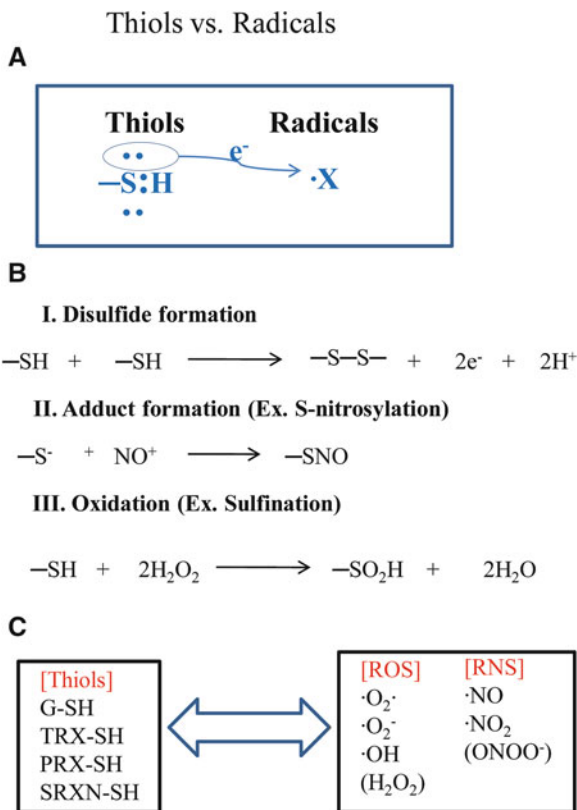 Thiols vs. Radicals
A
Thiols Radicals
e⁻
–S:H ·X
B
I. Disulfide formation
–SH + –SH ⟶ –S–S– + 2e⁻ + 2H⁺
II. Adduct formation (Ex. S-nitrosylation)
–S⁻ + NO⁺ ⟶ –SNO
III. Oxidation (Ex. Sulfination)
–SH + 2H₂O₂ ⟶ –SO₂H + 2H₂O
C
[Thiols]
G-SH
TRX-SH
PRX-SH
SRXN-SH
[ROS] [RNS]
·O₂· ·NO
·O₂⁻ ·NO₂
·OH (ONOO⁻)
(H₂O₂)